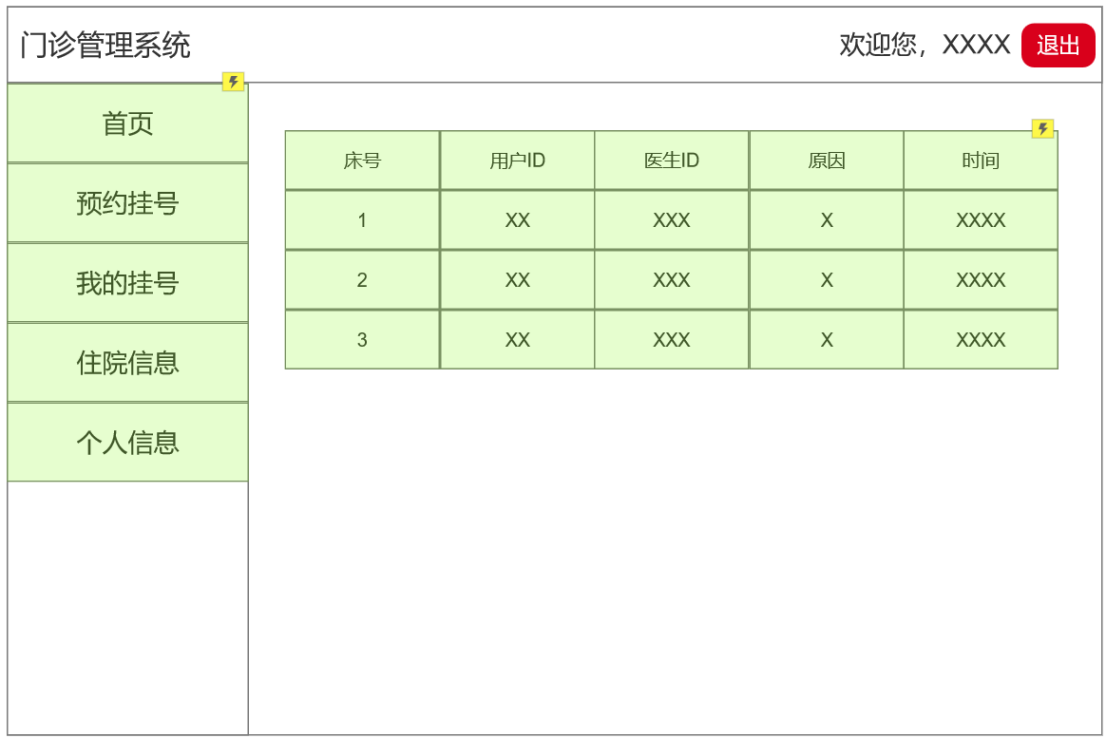 门诊管理系统
欢迎您，XXXX 退出
首页
预约挂号
我的挂号
住院信息
个人信息
床号 用户ID 医生ID 原因 时间
1 XX XXX X XXXX
2 XX XXX X XXXX
3 XX XXX X XXXX